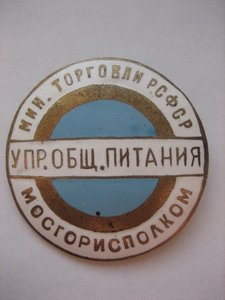 МИН. ТОРГОВЛИ РСФСР
УПР. ОБЩ. ПИТАНИЯ
МОСГОРИСПОЛКОМ